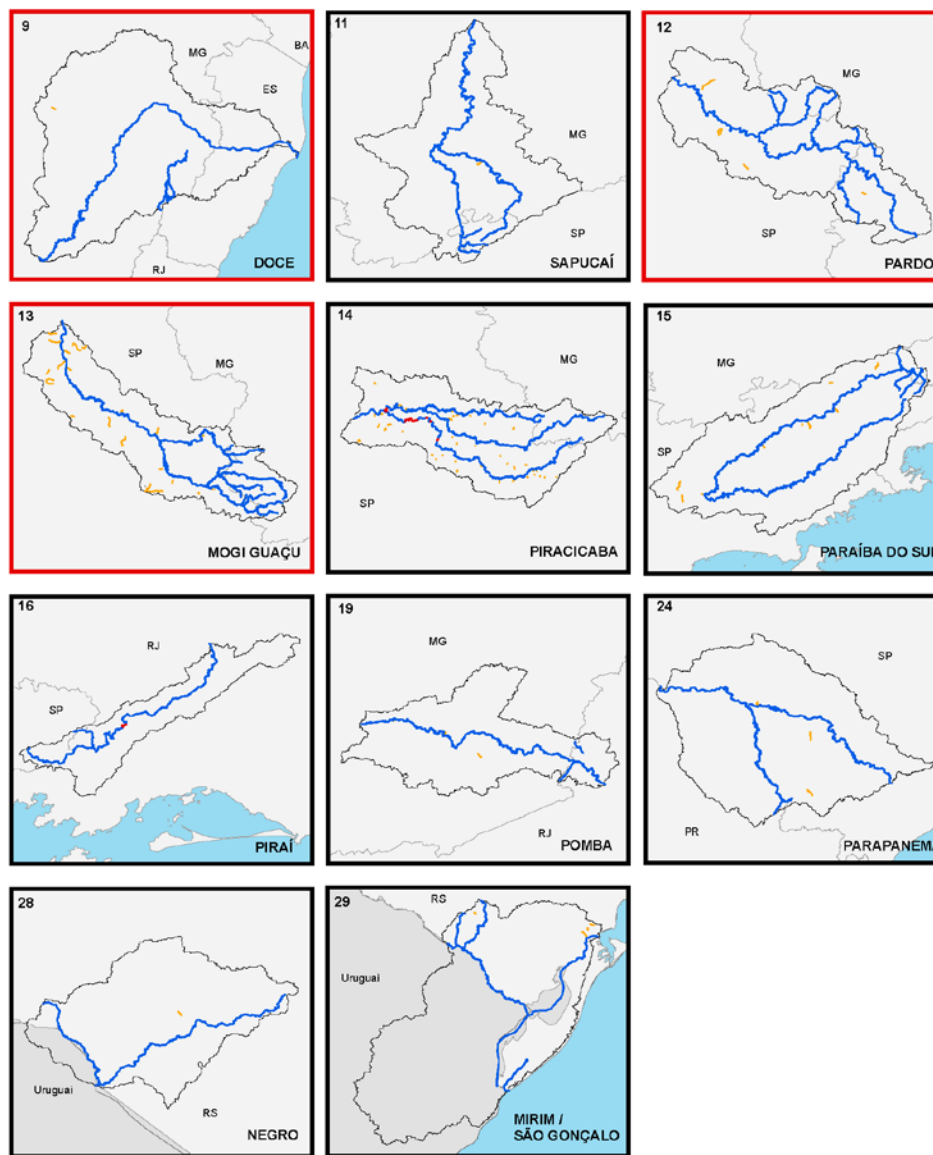 9
MG
BA
ES
RJ
DOCE
11
MG
SP
SAPUCAÍ
12
MG
SP
PARDO
13
SP
MG
MOGI GUAÇU
14
MG
SP
PIRACICABA
15
MG
SP
PARAÍBA DO SUL
16
RJ
SP
PIRAÍ
19
MG
RJ
POMBA
24
SP
PR
PARAPANEMA
28
Uruguai
RS
NEGRO
29
RS
Uruguai
MIRIM /
SÃO GONÇALO